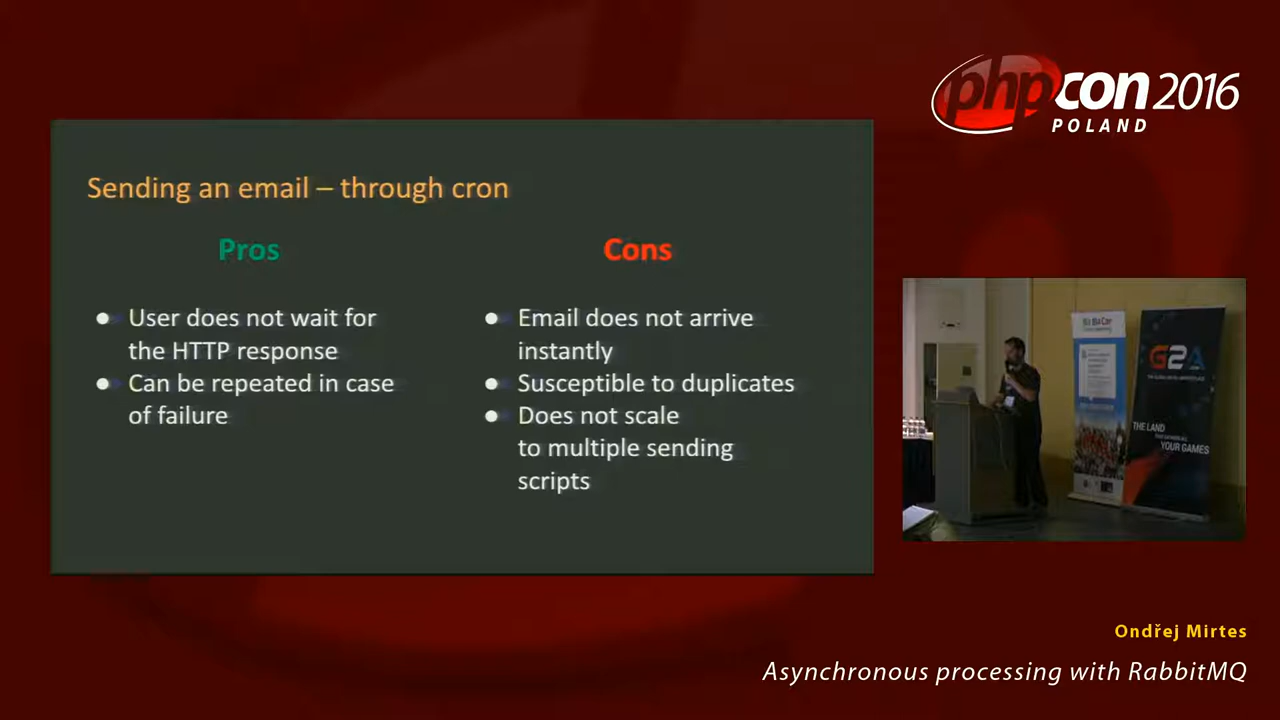 phpcon 2016
POLAND
Sending an email – through cron
Pros
Cons
● User does not wait for
the HTTP response
● Can be repeated in case
of failure
● Email does not arrive
instantly
● Susceptible to duplicates
● Does not scale
to multiple sending
scripts
G2A
THE LAND
YOUR GAMES
Ondřej Mirtes
Asynchronous processing with RabbitMQ